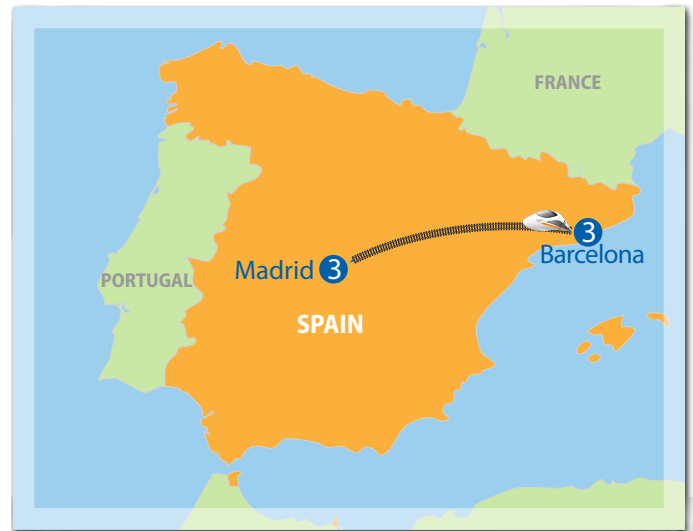 FRANCE
3
Barcelona
Madrid 3
PORTUGAL
SPAIN